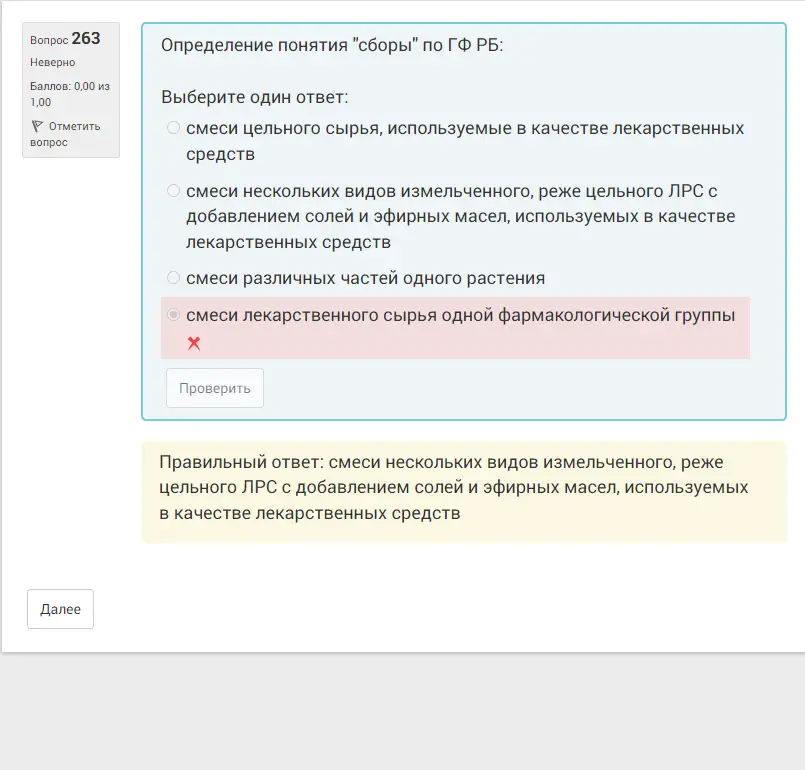 Вопрос 263
Неверно
Баллов: 0,00 из
1,00
Отметить
вопрос
Определение понятия "сборы" по ГФ РБ:
Выберите один ответ:
смеси цельного сырья, используемые в качестве лекарственных
средств
смеси нескольких видов измельченного, реже цельного ЛРС с
добавлением солей и эфирных масел, используемых в качестве
лекарственных средств
смеси различных частей одного растения
смеси лекарственного сырья одной фармакологической группы
Проверить
Правильный ответ: смеси нескольких видов измельченного, реже
цельного ЛРС с добавлением солей и эфирных масел, используемых
в качестве лекарственных средств
Далее